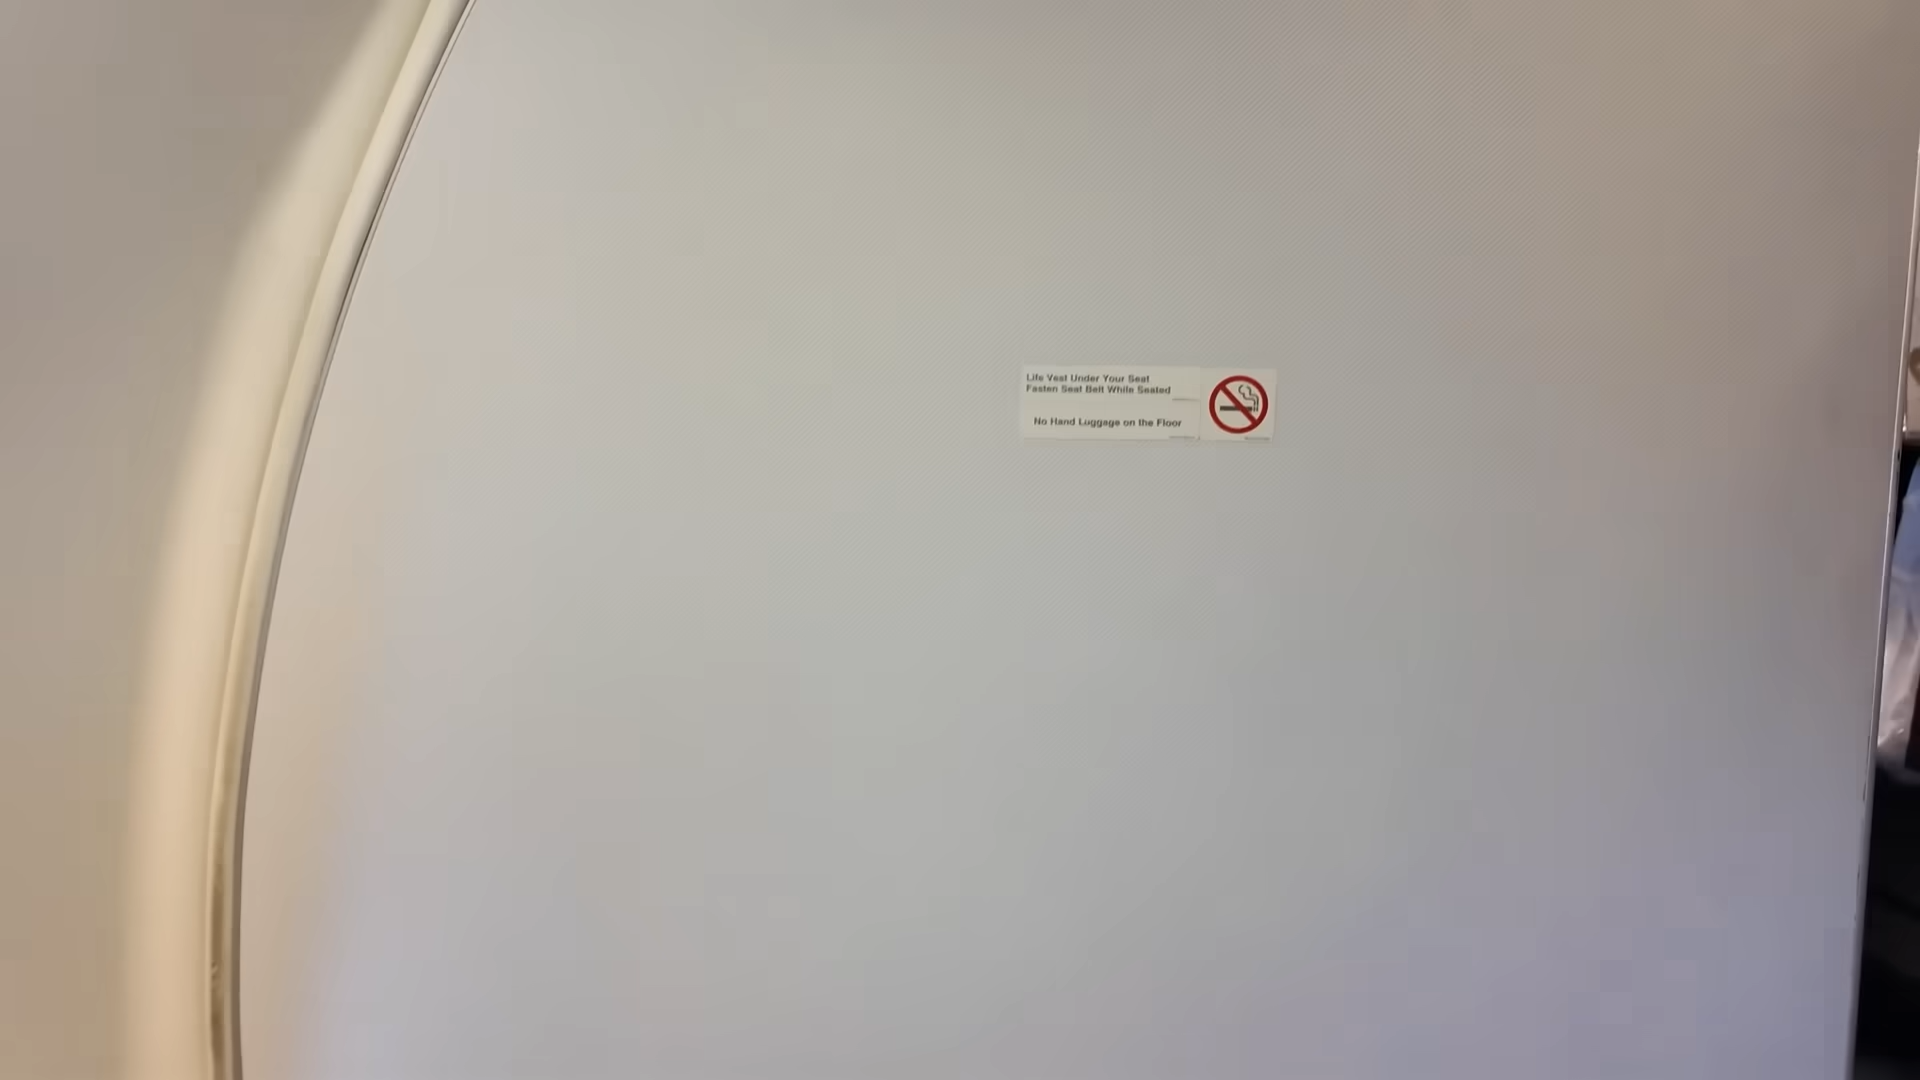 Life Vest Under Your Seat
Fasten Seat Belt While Seated
No Hand Luggage on the Floor